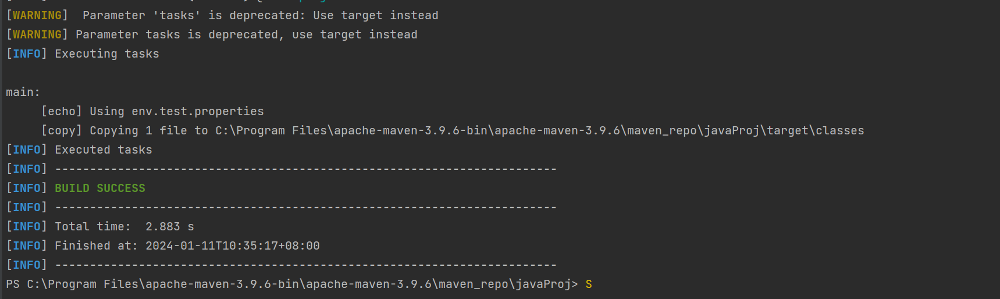 [WARNING]  Parameter 'tasks' is deprecated: Use target instead
[WARNING] Parameter tasks is deprecated, use target instead
[INFO] Executing tasks
main:
     [echo] Using env.test.properties
     [copy] Copying 1 file to C:\Program Files\apache-maven-3.9.6-bin\apache-maven-3.9.6\maven_repo\javaProj\target\classes
[INFO] Executed tasks
[INFO] ------------------------------------------------------------------------
[INFO] BUILD SUCCESS
[INFO] ------------------------------------------------------------------------
[INFO] Total time:  2.883 s
[INFO] Finished at: 2024-01-11T10:35:17+08:00
[INFO] ------------------------------------------------------------------------
PS C:\Program Files\apache-maven-3.9.6-bin\apache-maven-3.9.6\maven_repo\javaProj> S